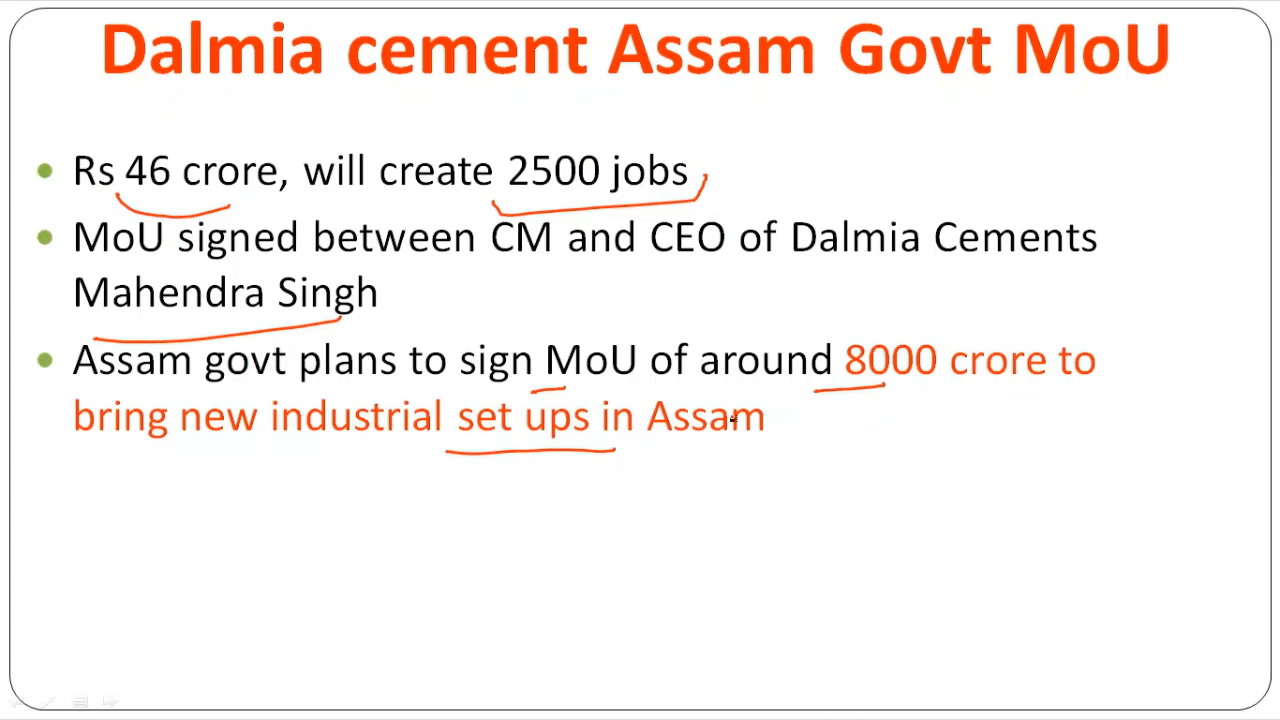 Dalmia cement Assam Govt MoU
Rs 46 crore, will create 2500 jobs
MoU signed between CM and CEO of Dalmia Cements
Mahendra Singh
Assam govt plans to sign MoU of around 8000 crore to
bring new industrial set ups in Assam